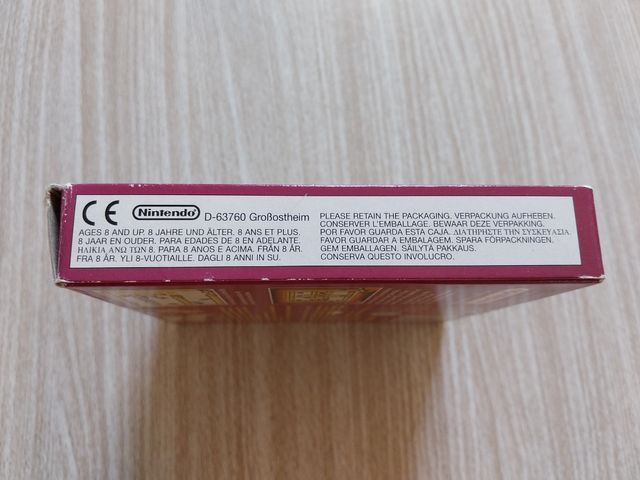 CE Nintendo D-63760 Großostheim
AGES 8 AND UP. 8 JAHRE UND ÄLTER. 8 ANS ET PLUS.
8 JAAR EN OUDER. PARA EDADES DE 8 EN ADELANTE.
ΗΛΙΚΙΑ ΑΝΩ ΤΩΝ 8. PARA 8 ANOS E ACIMA. FRÅN 8 ÅR.
FRA 8 ÅR. YLI 8-VUOTIAILLE. DAGLI 8 ANNI IN SU.
PLEASE RETAIN THE PACKAGING. VERPACKUNG AUFHEBEN.
CONSERVER L'EMBALLAGE. BEWAAR DEZE VERPAKKING.
POR FAVOR GUARDA ESTA CAJA. ΔΙΑΤΗΡΗΣΤΕ ΤΗΝ ΣΥΣΚΕΥΑΣΙΑ
FAVOR GUARDAR A EMBALAGEM. SPARA FÖRPACKNINGEN.
GEM EMBALLAGEN. SÄILYTÄ PAKKAUS.
CONSERVA QUESTO INVOLUCRO.